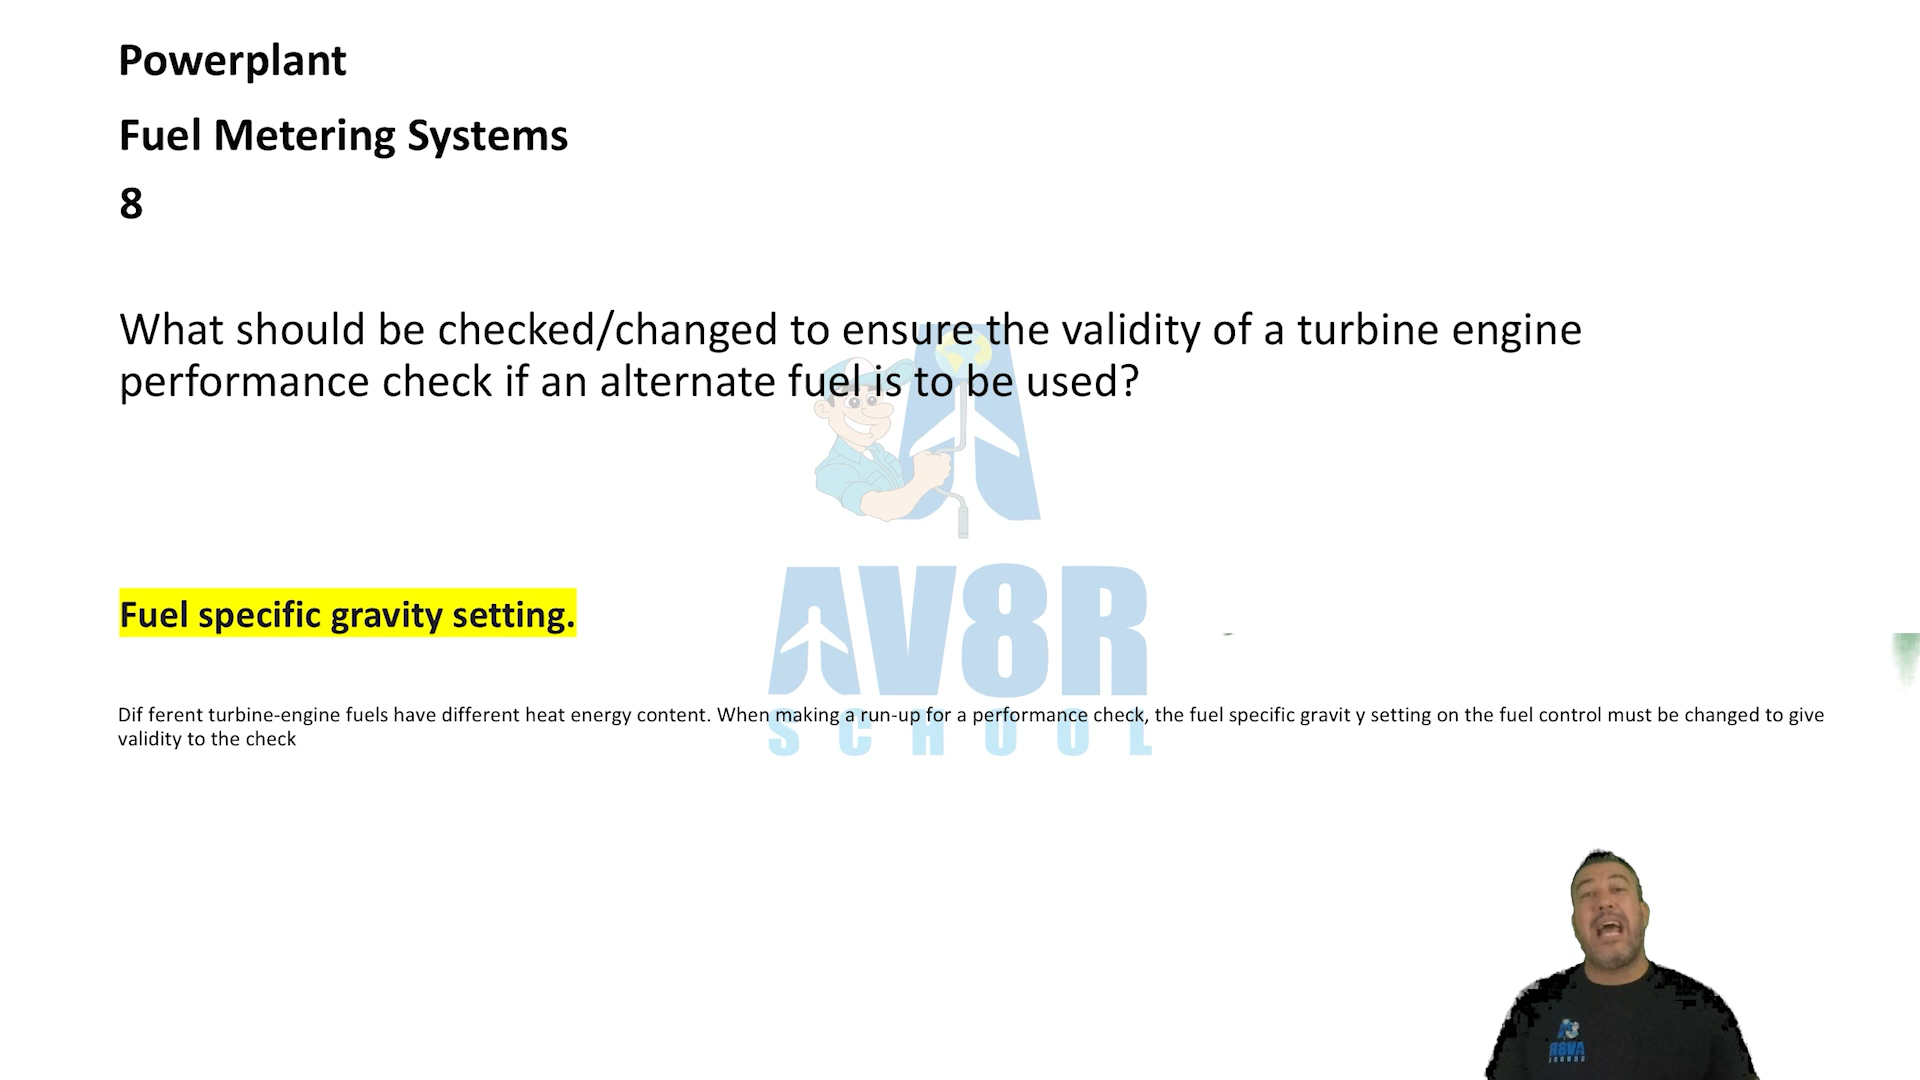 Powerplant
Fuel Metering Systems
8
What should be checked/changed to ensure the validity of a turbine engine
performance check if an alternate fuel is to be used?
Fuel specific gravity setting.
AV8R
Dif ferent turbine-engine fuels have different heat energy content. When making a run-up for a performance check, the fuel specific gravit y setting on the fuel control must be changed to give
validity to the check
SCHOOL